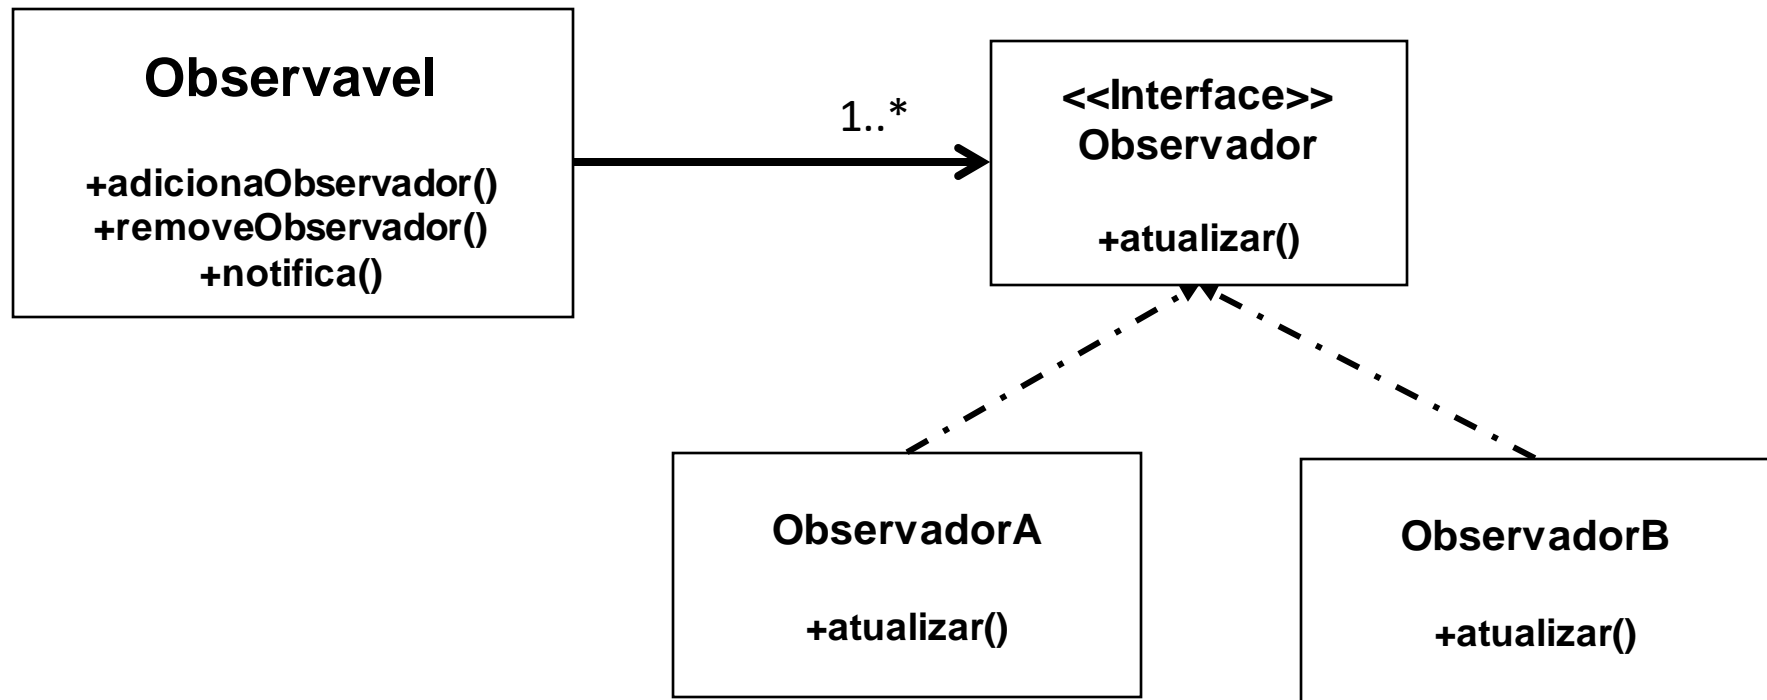 Observavel
+adicionaObservador()
+removeObservador()
+notifica()
1..*
<<Interface>>
Observador
+atualizar()
ObservadorA
+atualizar()
ObservadorB
+atualizar()